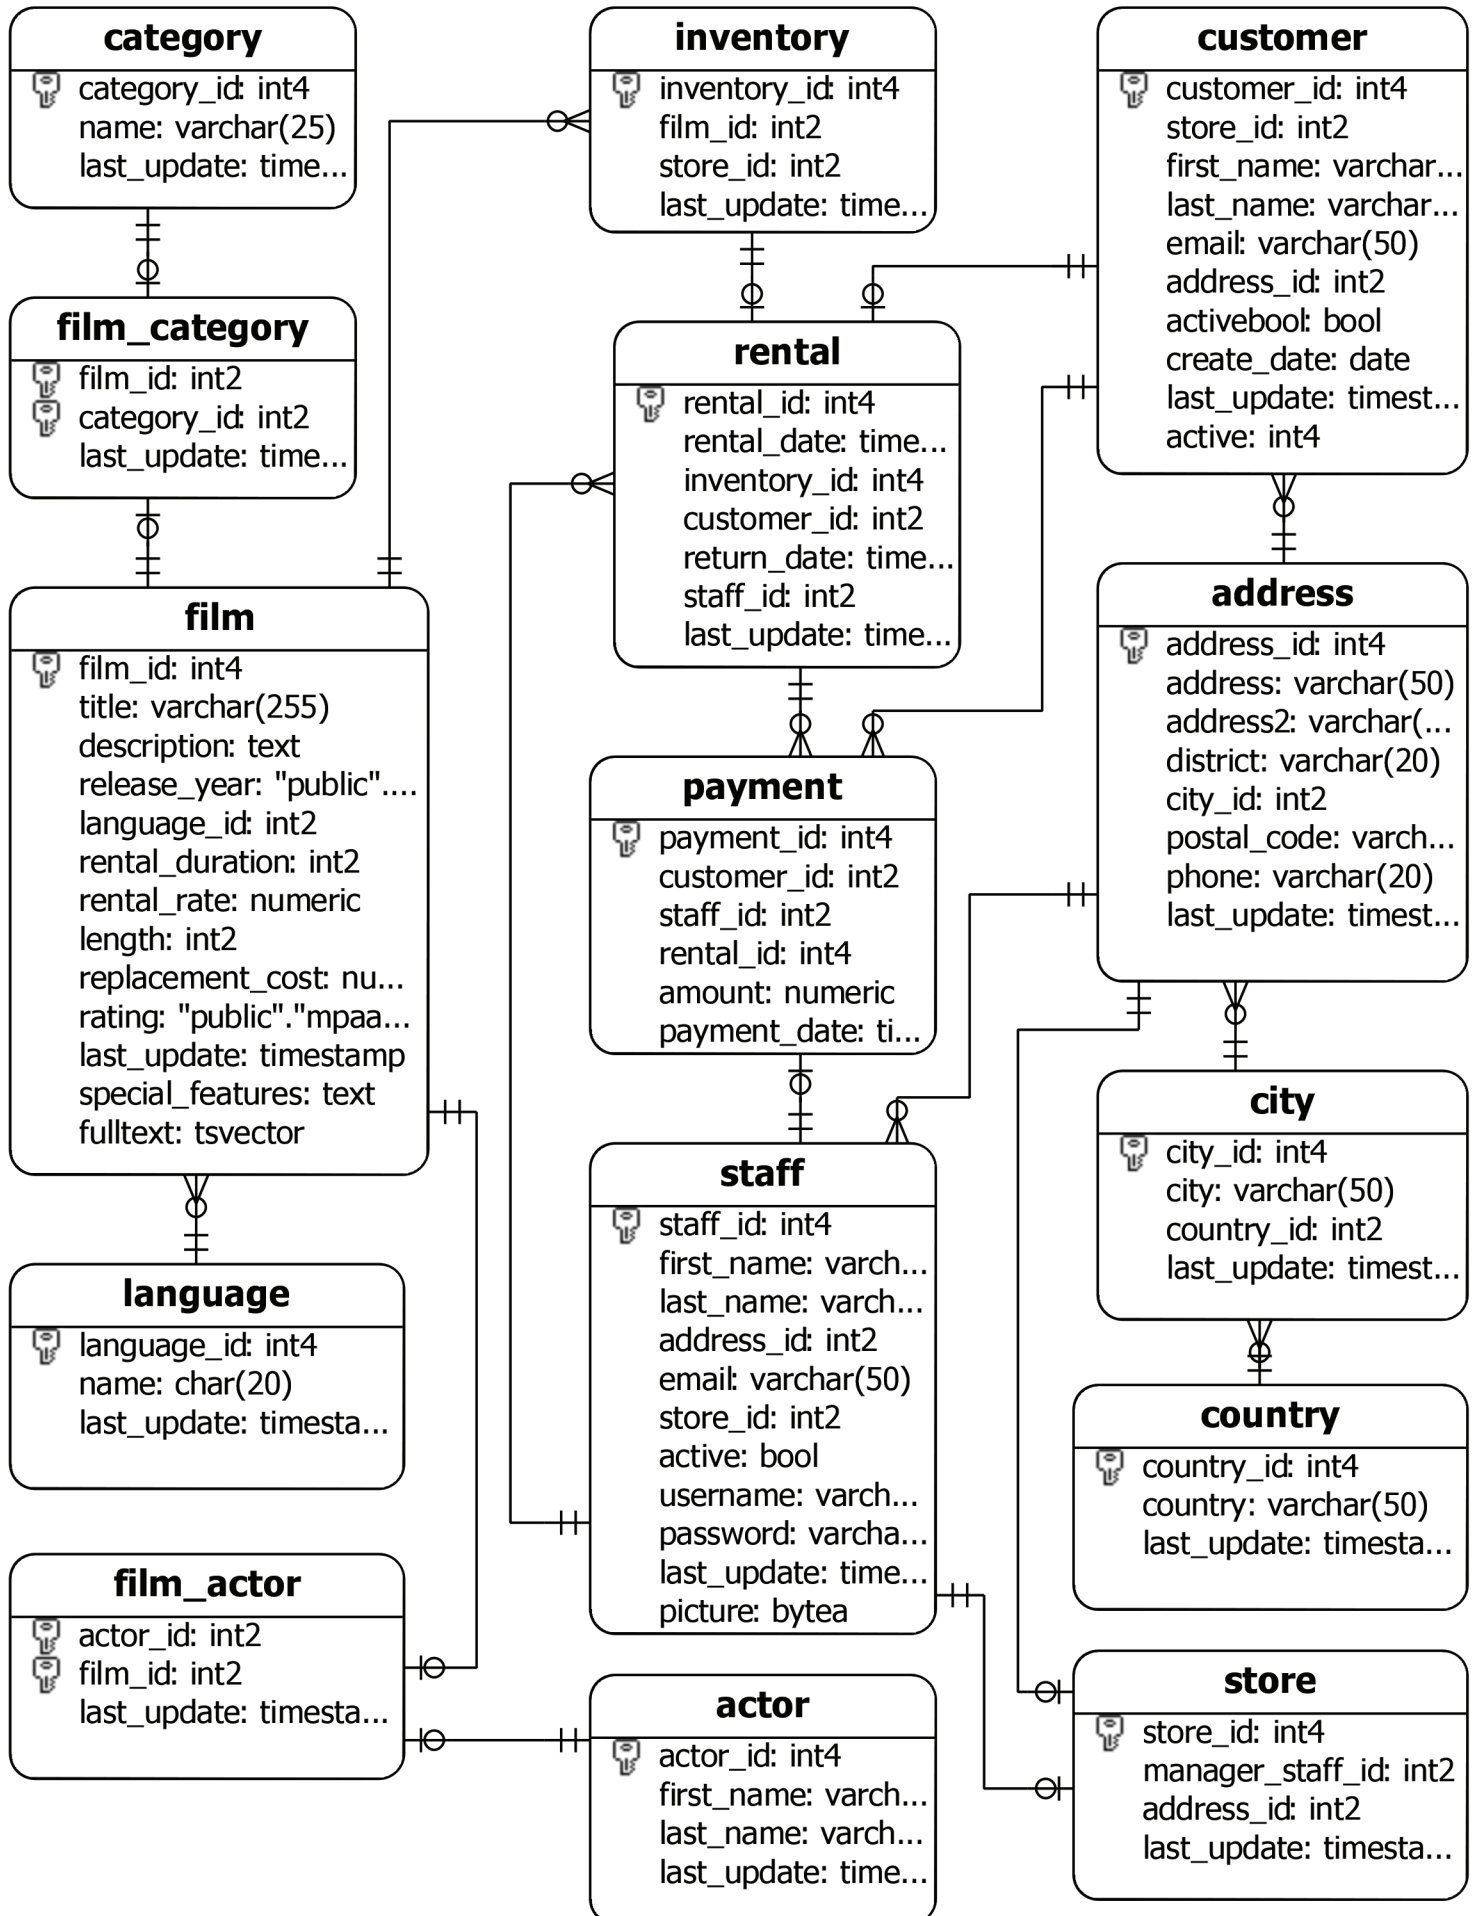 category
category_id: int4
name: varchar(25)
last_update: time...
film_category
film_id: int2
category_id: int2
last_update: time...
film
film_id: int4
title: varchar(255)
description: text
release_year: "public"....
language_id: int2
rental_duration: int2
rental_rate: numeric
length: int2
replacement_cost: nu...
rating: "public"."mpaa...
last_update: timestamp
special_features: text
fulltext: tsvector
language
language_id: int4
name: char(20)
last_update: timesta...
film_actor
actor_id: int2
film_id: int2
last_update: timesta...
inventory
inventory_id: int4
film_id: int2
store_id: int2
last_update: time...
rental
rental_id: int4
rental_date: time...
inventory_id: int4
customer_id: int2
return_date: time...
staff_id: int2
last_update: time...
payment
payment_id: int4
customer_id: int2
staff_id: int2
rental_id: int4
amount: numeric
payment_date: ti...
staff
staff_id: int4
first_name: varch...
last_name: varch...
address_id: int2
email: varchar(50)
store_id: int2
active: bool
username: varch...
password: varcha...
last_update: time...
picture: bytea
actor
actor_id: int4
first_name: varch...
last_name: varch...
last_update: time...
customer
customer_id: int4
store_id: int2
first_name: varchar...
last_name: varchar...
email: varchar(50)
address_id: int2
activebool: bool
create_date: date
last_update: timest...
active: int4
address
address_id: int4
address: varchar(50)
address2: varchar(...
district: varchar(20)
city_id: int2
postal_code: varch...
phone: varchar(20)
last_update: timest...
city
city_id: int4
city: varchar(50)
country_id: int2
last_update: timest...
country
country_id: int4
country: varchar(50)
last_update: timesta...
store
store_id: int4
manager_staff_id: int2
address_id: int2
last_update: timesta...